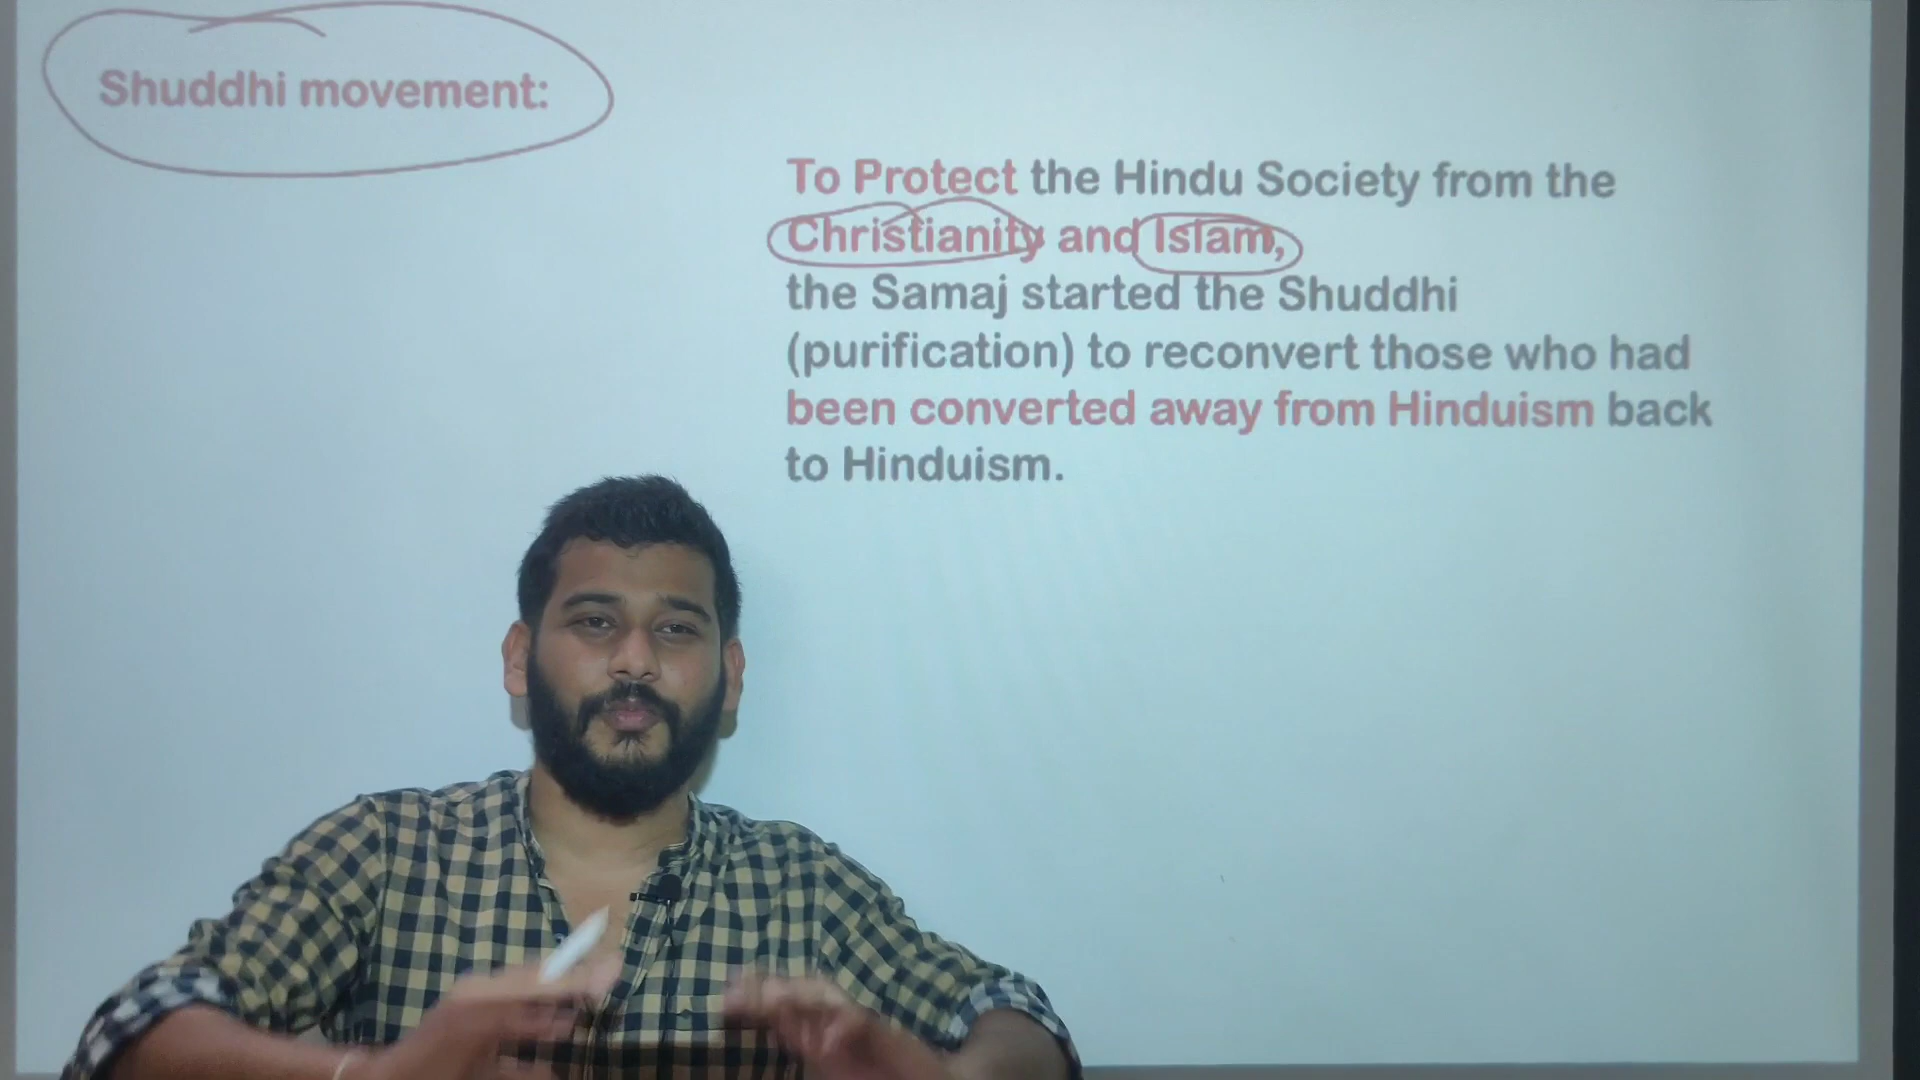 Shuddhi movement:
To Protect the Hindu Society from the
Christianity and Islam,
the Samaj started the Shuddhi
(purification) to reconvert those who had
been converted away from Hinduism back
to Hinduism.